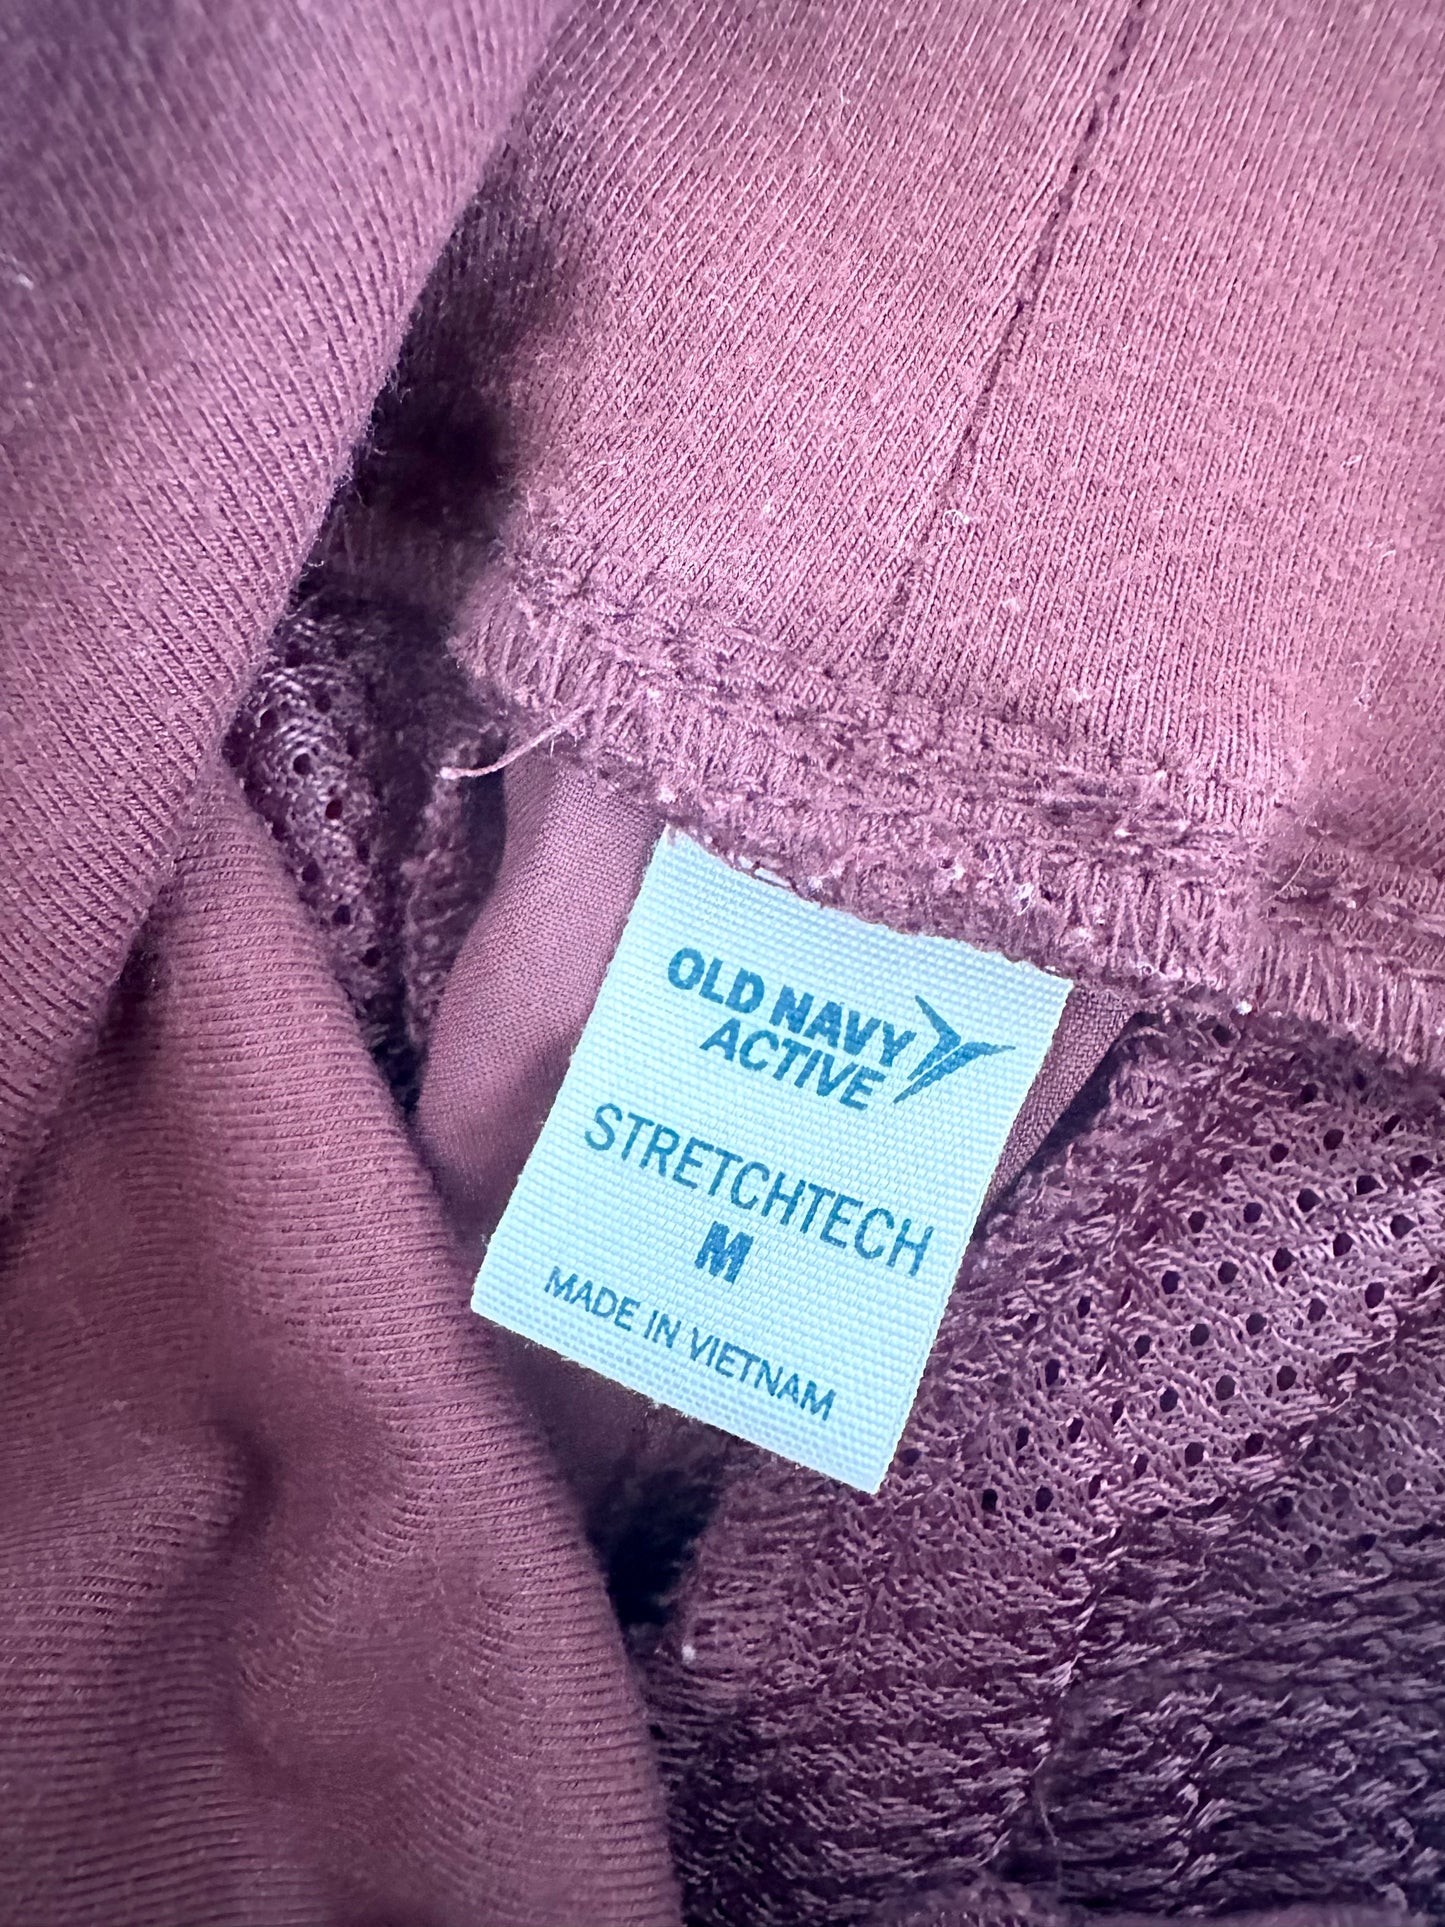 OLD NAVY
ACTIVE
STRETCHTECH
M
MADE IN VIETNAM